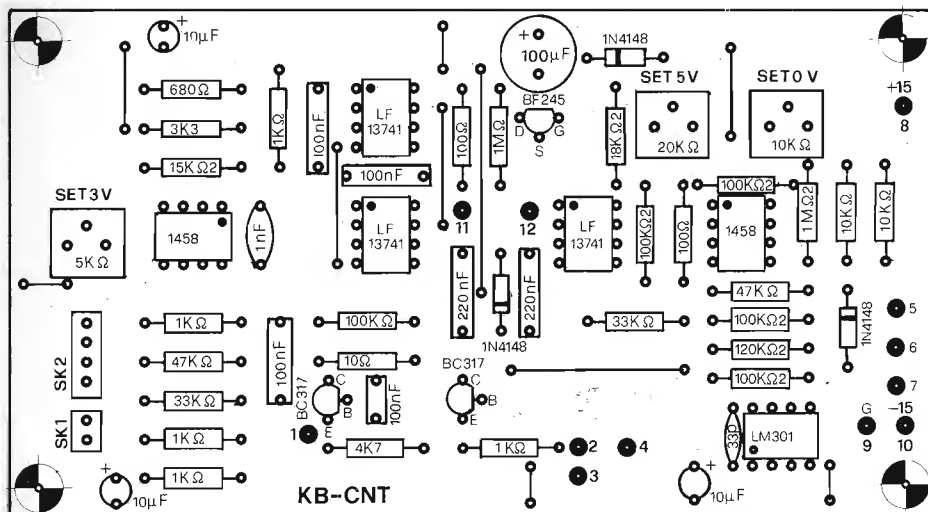 +
10µF
680Ω
3K3
15KΩ2
1KΩ
100nF
LF
13741
100nF
LF
13741
100Ω
1MΩ
+
100µF
BF245
D
G
S
1N4148
18KΩ2
SET 5V
20KΩ
SET 0 V
10KΩ
+15
8
SET 3V
5KΩ
1458
1nF
11
12
LF
13741
100KΩ2
100Ω
100KΩ2
1458
1MΩ2
10KΩ
10KΩ
220nF
1N4148
220nF
47KΩ
100KΩ2
120KΩ2
100KΩ2
1N4148
5
6
7
-15
G
9
10
SK2
SK1
1KΩ
47KΩ
33KΩ
1KΩ
1KΩ
100nF
100KΩ
10Ω
BC317
C
B
E
100nF
1
4K7
BC317
C
B
E
33KΩ
1KΩ
2
4
3
33p
LM301
+
10µF
+
10µF
KB-CNT